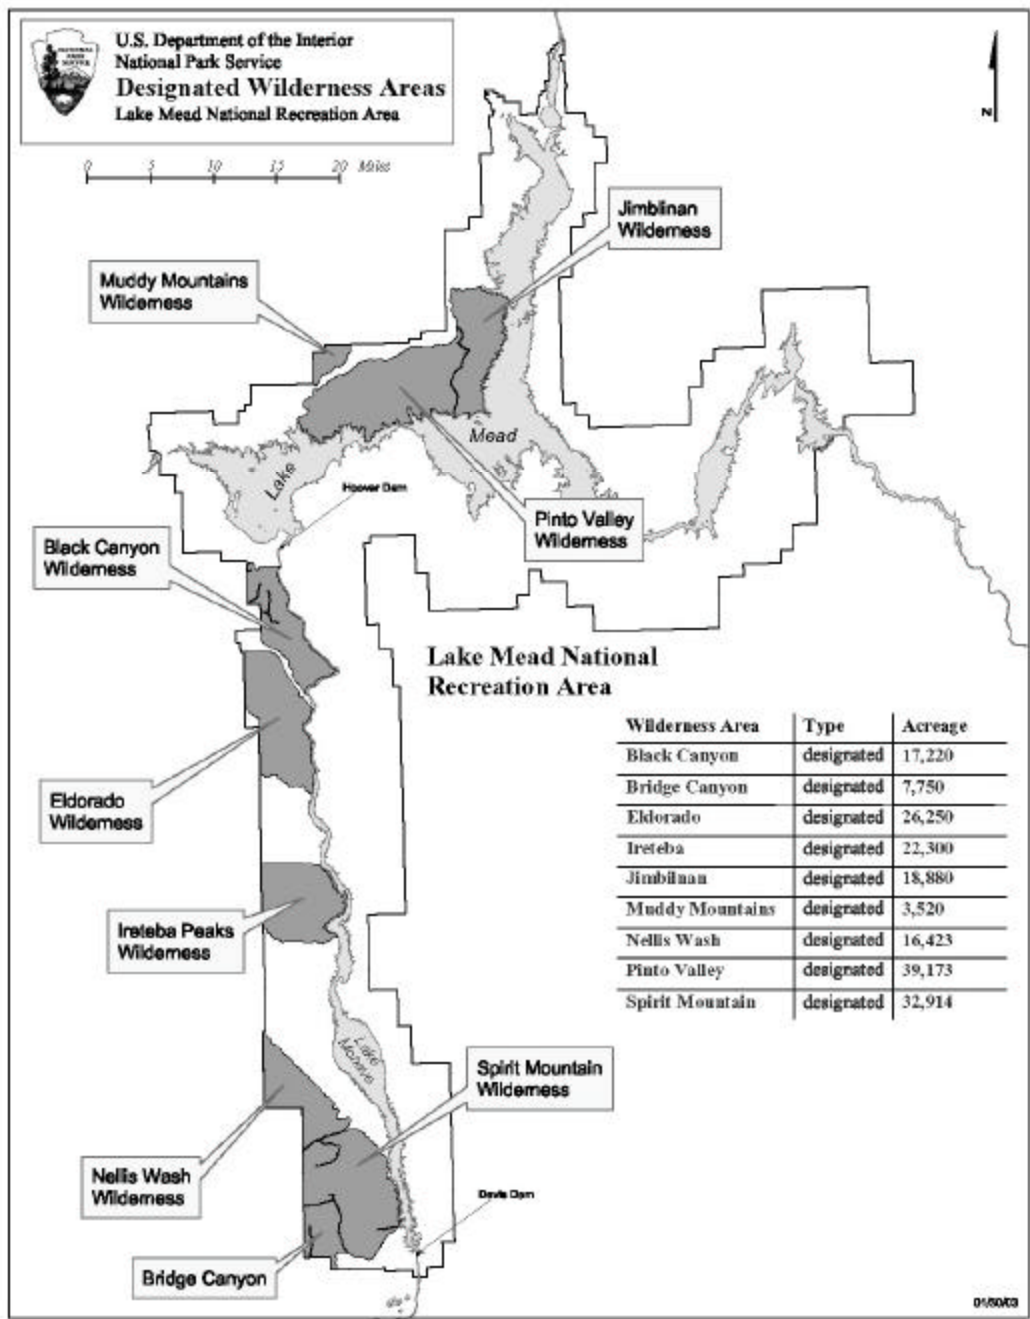 U.S. Department of the Interior
National Park Service
Designated Wilderness Areas
Lake Mead National Recreation Area
NATIONAL
PARK
SERVICE
0 5 10 15 20 Miles
N
Jimblinan
Wilderness
Muddy Mountains
Wilderness
Lake
Mead
Hoover Dam
Pinto Valley
Wilderness
Black Canyon
Wilderness
Lake Mead National
Recreation Area
Wilderness Area Type Acreage
Black Canyon designated 17,220
Bridge Canyon designated 7,750
Eldorado designated 26,250
Ireteba designated 22,300
Jimbilnan designated 18,880
Muddy Mountains designated 3,520
Nellis Wash designated 16,423
Pinto Valley designated 39,173
Spirit Mountain designated 32,914
Eldorado
Wilderness
Ireteba Peaks
Wilderness
Lake
Mohave
Spirit Mountain
Wilderness
Nellis Wash
Wilderness
Davis Dam
Bridge Canyon